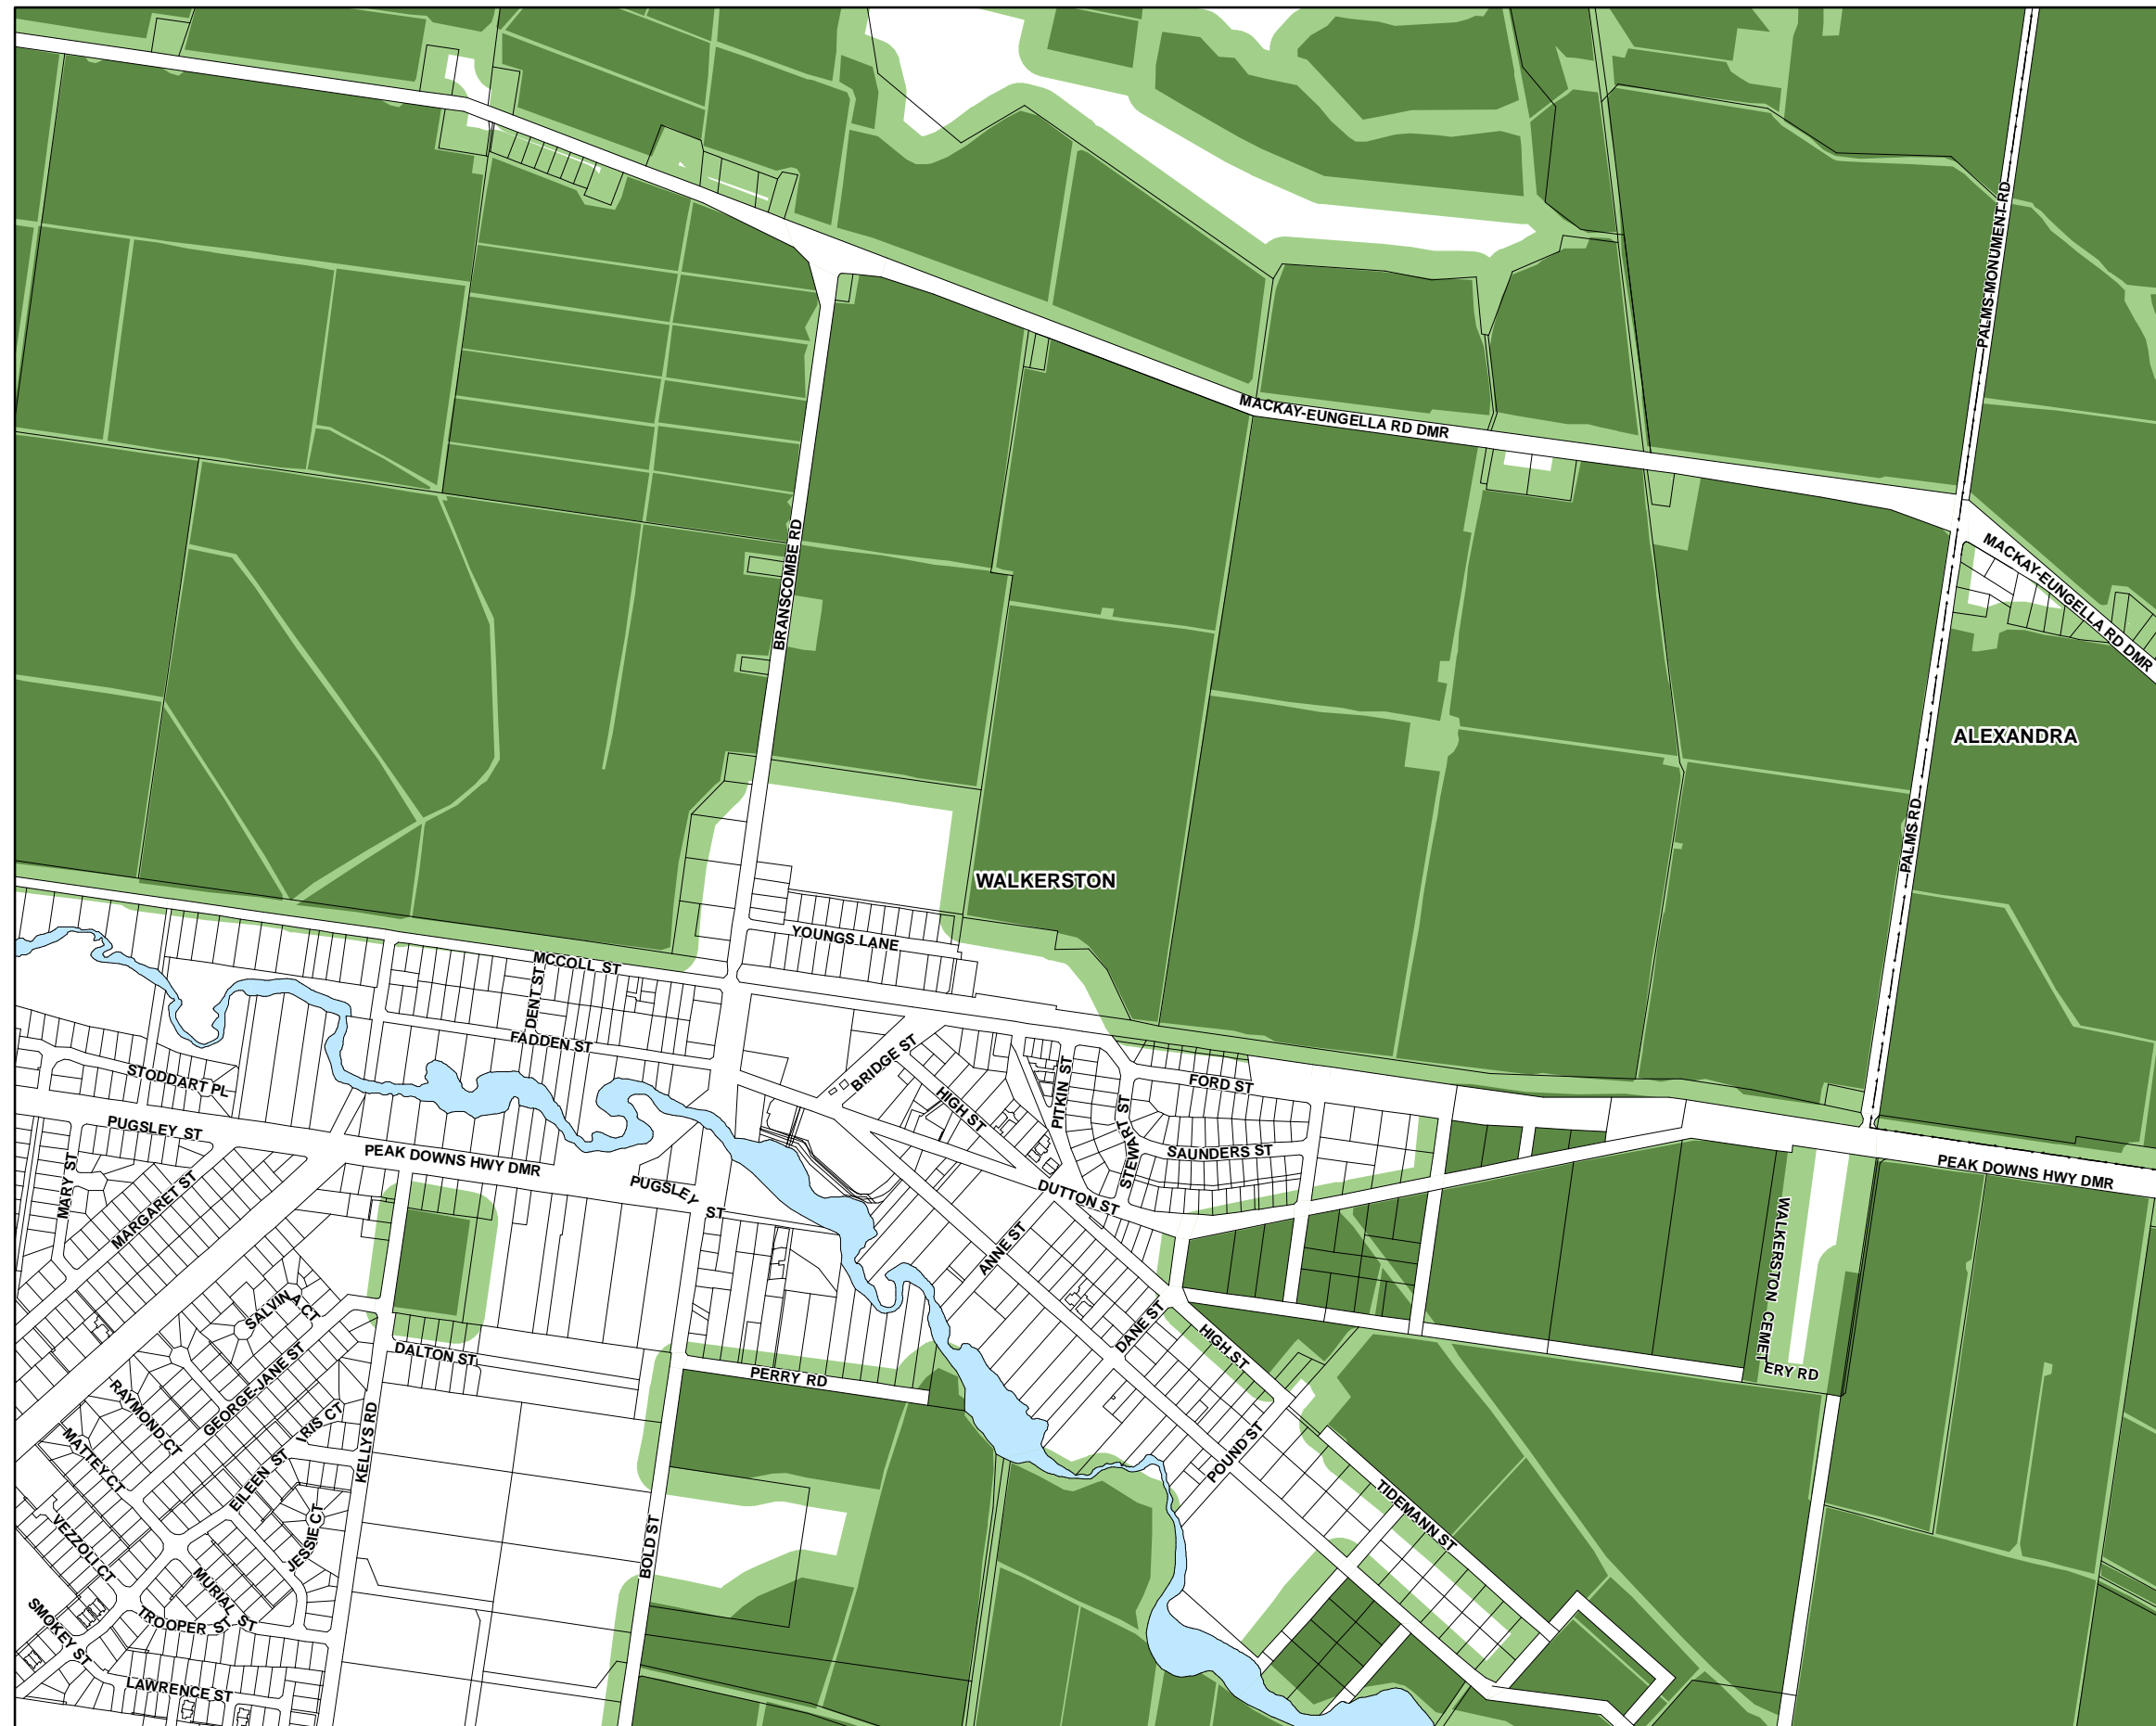 PALMS-MONUMENT-RD
MACKAY-EUNGELLA RD DMR
BRANSCOMBE RD
MACKAY-EUNGELLA RD DMR
ALEXANDRA
PALMS-RD
WALKERSTON
YOUNGS LANE
MCCOLL ST
DENT ST
FADDEN ST
BRIDGE ST
STODDART PL
HIGH ST
PITKIN ST
FORD ST
STEWART ST
SAUNDERS ST
PUGSLEY ST
PEAK DOWNS HWY DMR
PEAK DOWNS HWY DMR
MARY ST
MARGARET ST
PUGSLEY ST
DUTTON ST
ANNE ST
WALKERSTON CEMETERY RD
SALVINA CT
GEORGE-JANE ST
DALTON ST
DANE ST
HIGH ST
PERRY RD
RAYMOND CT
IRIS CT
KELLYS RD
MATTEY CT
EILEEN ST
POUND ST
TIDEMANN ST
VEZZOLI CT
JESSIE CT
BOLD ST
MURIAL ST
SMOKEY ST
TROOPER ST
LAWRENCE ST